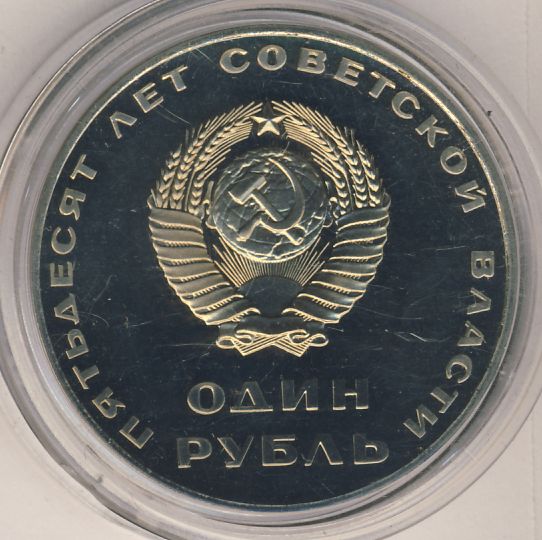 ПЯТЬДЕСЯТ ЛЕТ СОВЕТСКОЙ ВЛАСТИ
ОДИН
РУБЛЬ